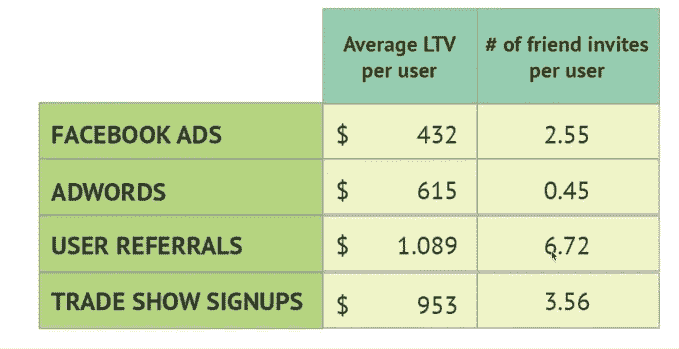 Average LTV # of friend invites
per user per user
FACEBOOK ADS $ 432 2.55
ADWORDS $ 615 0.45
USER REFERRALS $ 1.089 6.72
TRADE SHOW SIGNUPS $ 953 3.56